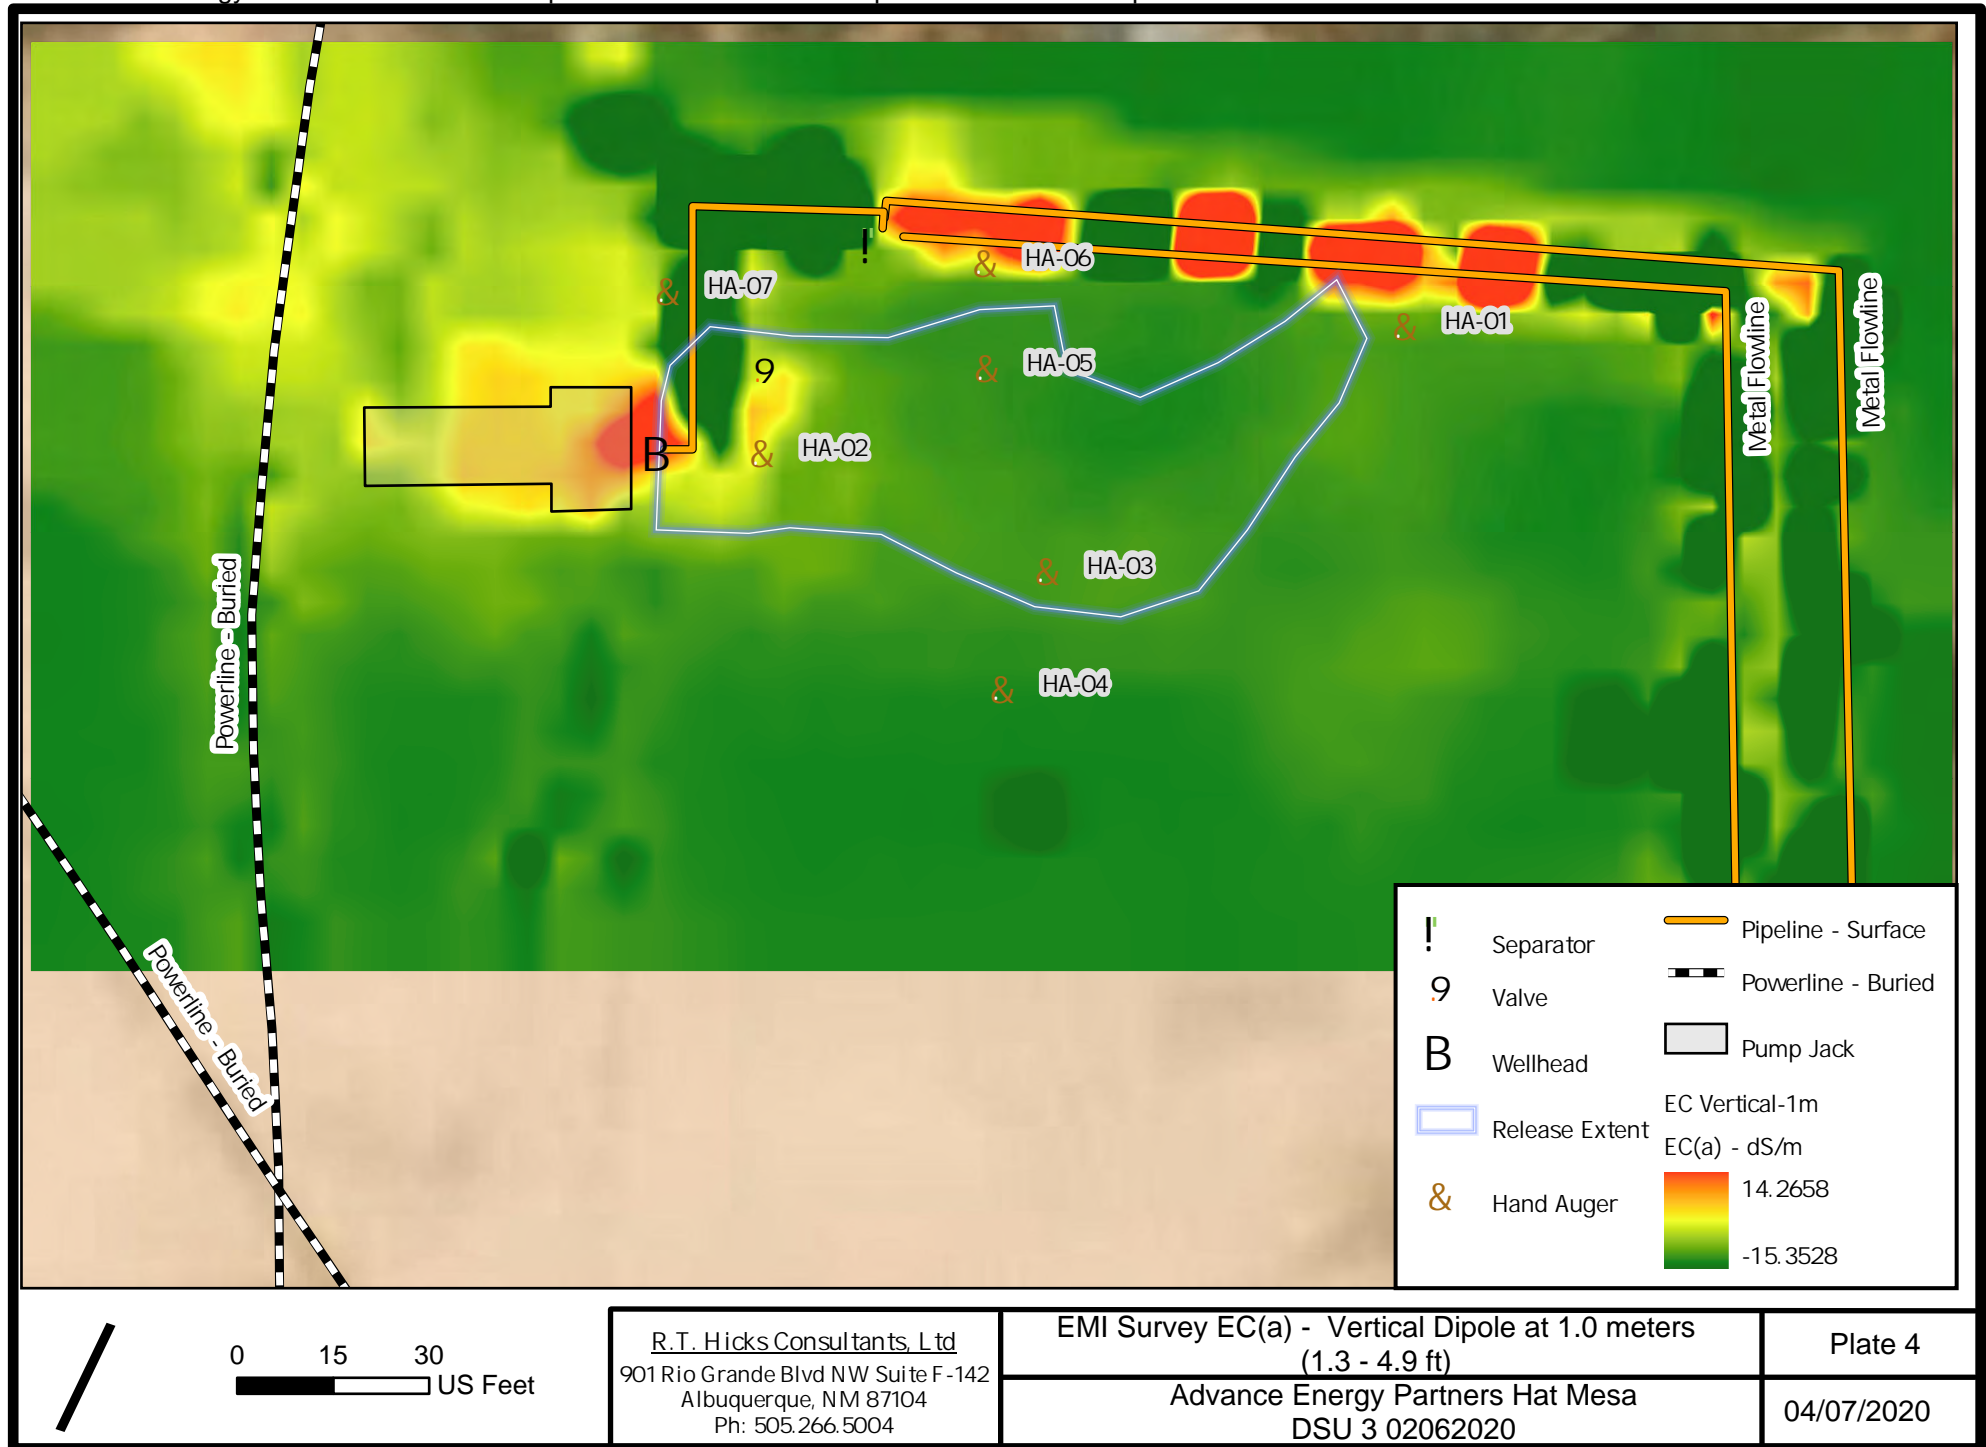 HA-07
HA-06
HA-01
HA-05
HA-02
HA-03
HA-04
!
9
B
&
&
&
&
&
&
&
Metal Flowline
Metal Flowline
Powerline - Buried
Powerline - Buried
! Separator
9 Valve
B Wellhead
Release Extent
& Hand Auger
Pipeline - Surface
Powerline - Buried
Pump Jack
EC Vertical-1m
EC(a) - dS/m
14.2658
-15.3528
0 15 30
US Feet
R.T. Hicks Consultants, Ltd
901 Rio Grande Blvd NW Suite F-142
Albuquerque, NM 87104
Ph: 505.266.5004
EMI Survey EC(a) - Vertical Dipole at 1.0 meters
(1.3 - 4.9 ft)
Advance Energy Partners Hat Mesa
DSU 3 02062020
Plate 4
04/07/2020